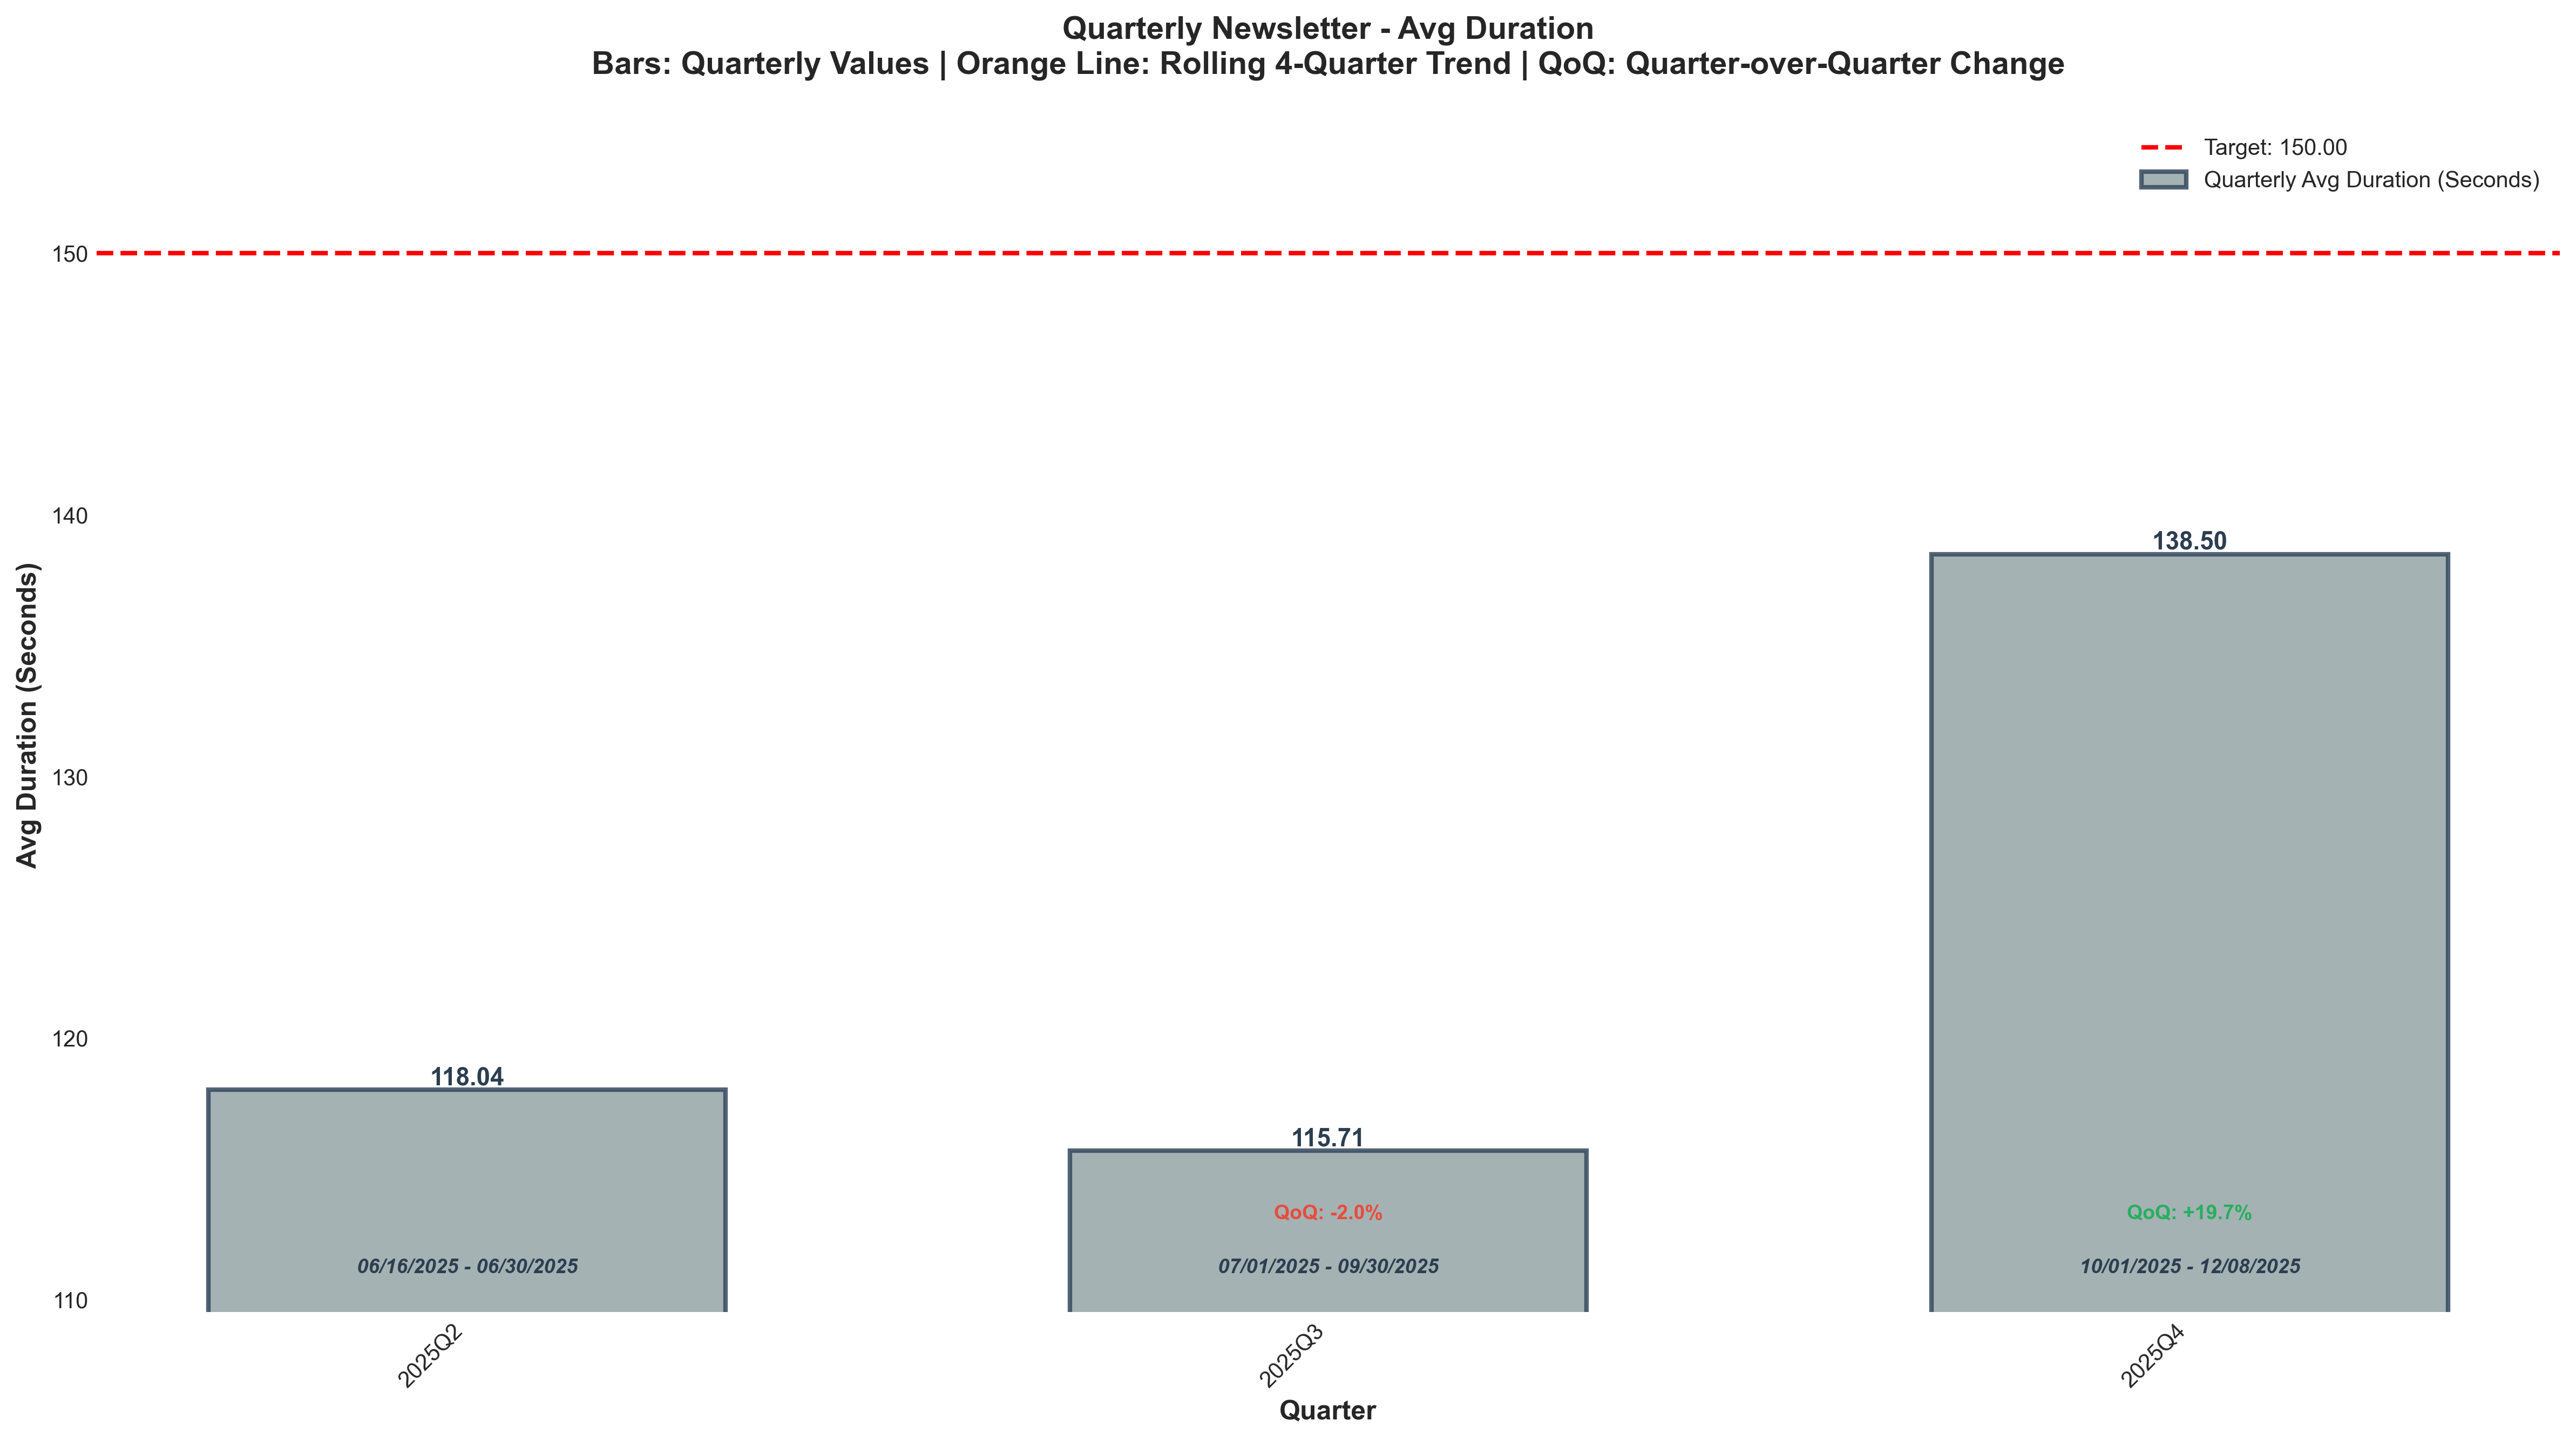 Quarterly Newsletter - Avg Duration
Bars: Quarterly Values | Orange Line: Rolling 4-Quarter Trend | QoQ: Quarter-over-Quarter Change
Target: 150.00
Quarterly Avg Duration (Seconds)
150
140
130
120
110
Avg Duration (Seconds)
118.04
06/16/2025 - 06/30/2025
115.71
QoQ: -2.0%
07/01/2025 - 09/30/2025
138.50
QoQ: +19.7%
10/01/2025 - 12/08/2025
2025Q2
2025Q3
2025Q4
Quarter